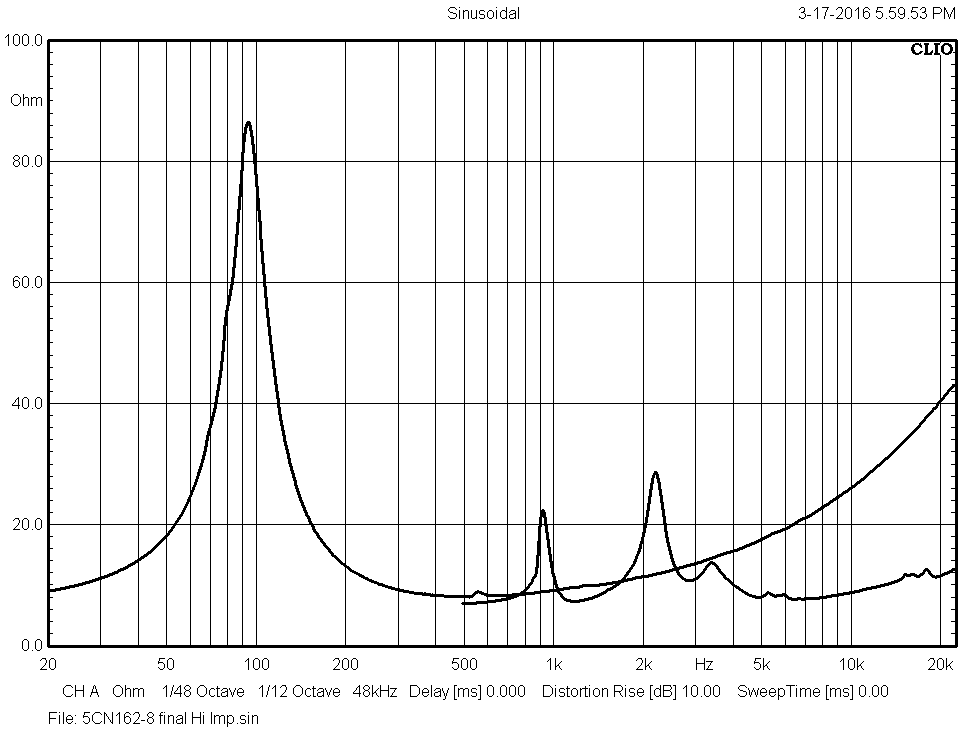 Sinusoidal 3-17-2016 5.59.53 PM
100.0
CLIO
Ohm
80.0
60.0
40.0
20.0
0.0
20 50 100 200 500 1k 2k Hz 5k 10k 20k
CH A Ohm 1/48 Octave 1/12 Octave 48kHz Delay [ms] 0.000 Distortion Rise [dB] 10.00 SweepTime [ms] 0.00
File: 5CN162-8 final Hi Imp.sin